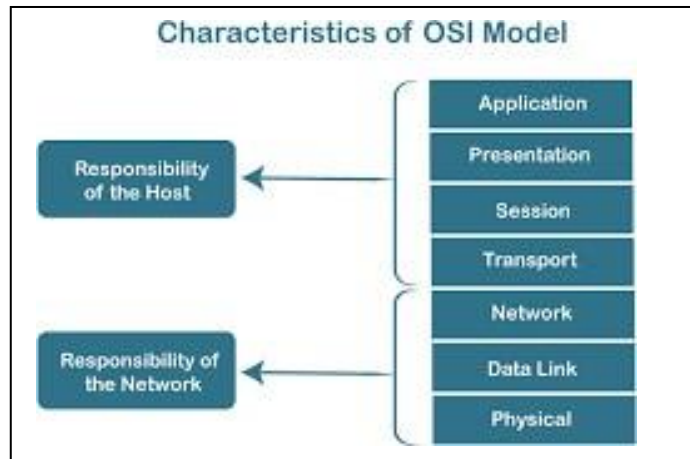 Characteristics of OSI Model
Application
Presentation
Session
Transport
Responsibility
of the Host
Network
Data Link
Physical
Responsibility of
the Network